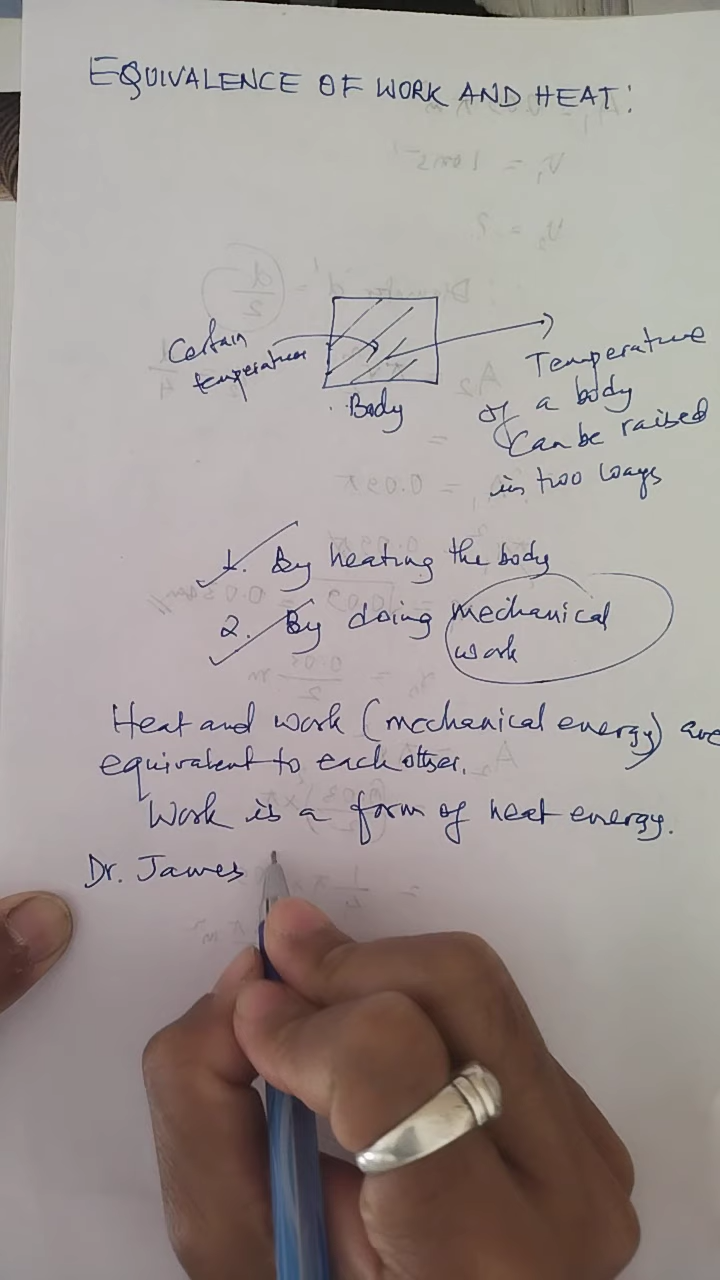 EQUIVALENCE OF WORK AND HEAT:
Certain
temperature
Body
Temperature
of a body
Can be raised
in two ways
1. By heating the body
2. By doing mechanical
work
Heat and work (mechanical energy) are
equivalent to each other.
Work is a form of heat energy.
Dr. James